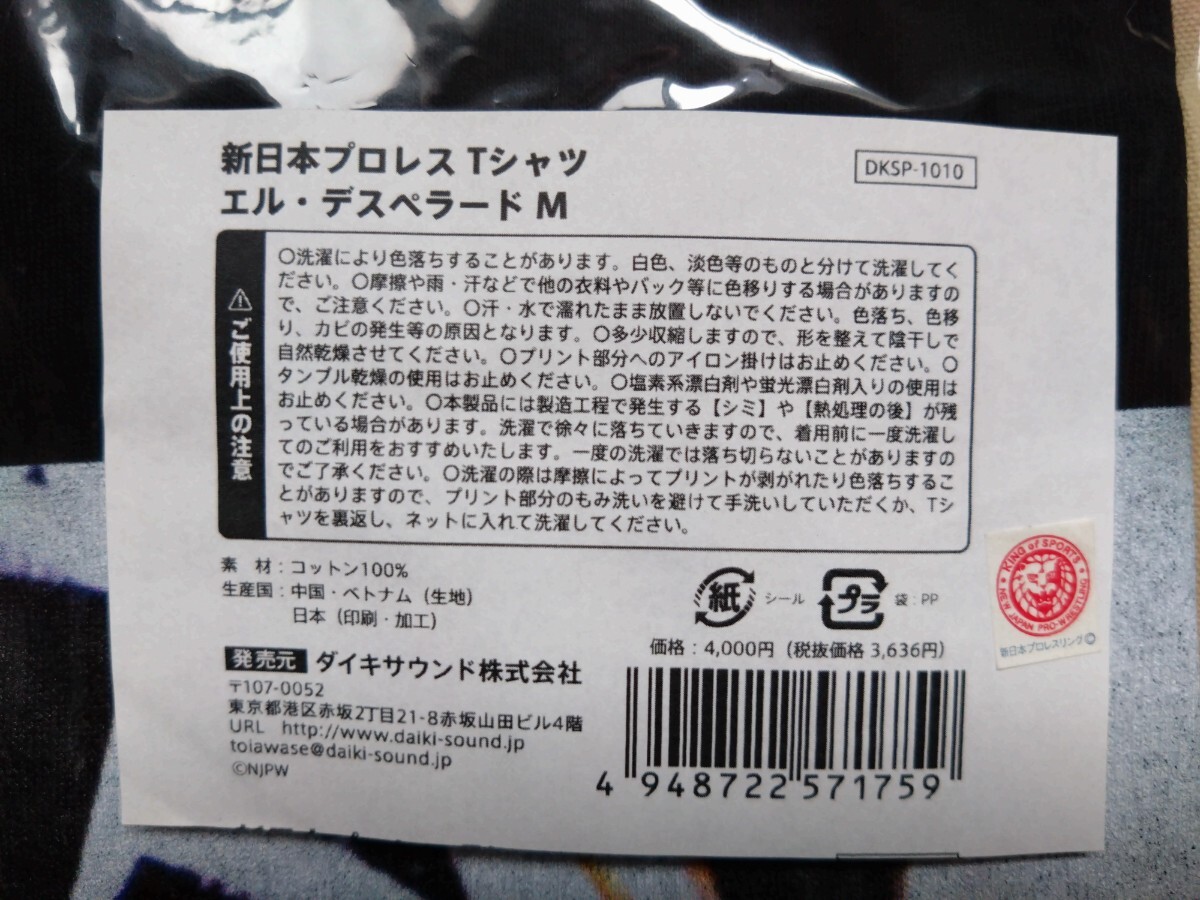 新日本プロレス Tシャツ
エル・デスペラード M
DKSP-1010
ご使用上の注意
〇洗濯により色落ちすることがあります。白色、淡色等のものと分けて洗濯してく
ださい。〇摩擦や雨・汗などで他の衣料やバック等に色移りする場合がありますの
で、ご注意ください。〇汗・水で濡れたまま放置しないでください。色落ち、色移
り、カビの発生等の原因となります。〇多少収縮しますので、形を整えて陰干しで
自然乾燥させてください。〇プリント部分へのアイロン掛けはお止めください。〇
タンブル乾燥の使用はお止めください。〇塩素系漂白剤や蛍光漂白剤入りの使用は
お止めください。〇本製品には製造工程で発生する【シミ】や【熱処理の後】が残
っている場合があります。洗濯で徐々に落ちていきますので、着用前に一度洗濯し
てのご利用をおすすめいたします。一度の洗濯では落ち切らないことがありますの
でご了承ください。〇洗濯の際は摩擦によってプリントが剥がれたり色落ちするこ
とがありますので、プリント部分のもみ洗いを避けて手洗いしていただくか、Tシ
ャツを裏返し、ネットに入れて洗濯してください。
素 材：コットン100%
生産国：中国・ベトナム（生地）
日本（印刷・加工）
紙 シール プラ 袋：PP
KING of SPORTS
NEW JAPAN PRO-WRESTLING
新日本プロレスリング©
価格：4,000円（税抜価格 3,636円）
発売元 ダイキサウンド株式会社
〒107-0052
東京都港区赤坂2丁目21-8赤坂山田ビル4階
URL http://www.daiki-sound.jp
toiawase@daiki-sound.jp
©NJPW
4 948722 571759